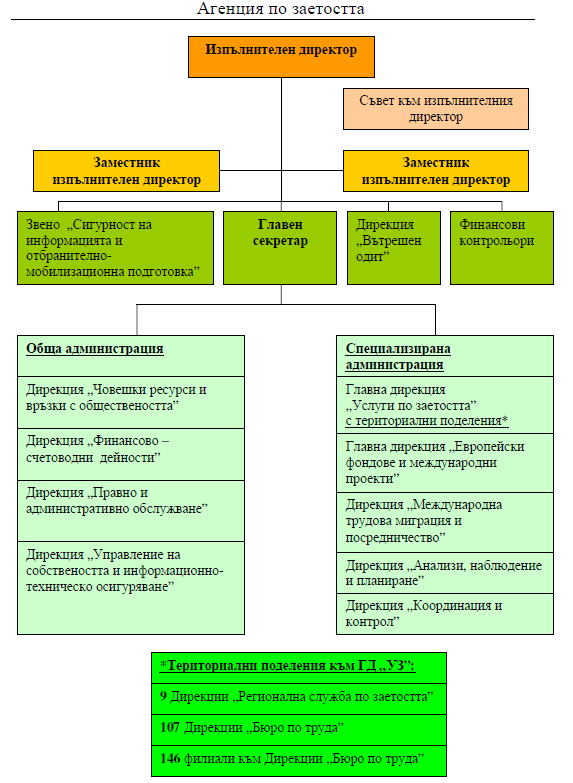 Агенция по заетостта
Изпълнителен директор
Съвет към изпълнителния
директор
Заместник
изпълнителен директор
Заместник
изпълнителен директор
Звено „Сигурност на
информацията и
отбранително-
мобилизационна подготовка”
Главен
секретар
Дирекция
„Вътрешен
одит”
Финансови
контрольори
Обща администрация
Дирекция „Човешки ресурси и
връзки с обществеността”
Дирекция „Финансово –
счетоводни дейности”
Дирекция „Правно и
административно обслужване”
Дирекция „Управление на
собствеността и информационно-
техническо осигуряване”
Специализирана
администрация
Главна дирекция
„Услуги по заетостта”
с териториални поделения*
Главна дирекция „Европейски
фондове и международни
проекти”
Дирекция „Международна
трудова миграция и
посредничество”
Дирекция „Анализи, наблюдение
и планиране”
Дирекция „Координация и
контрол”
*Териториални поделения към ГД „УЗ”:
9 Дирекции „Регионална служба по заетостта”
107 Дирекции „Бюро по труда”
146 филиали към Дирекции „Бюро по труда”